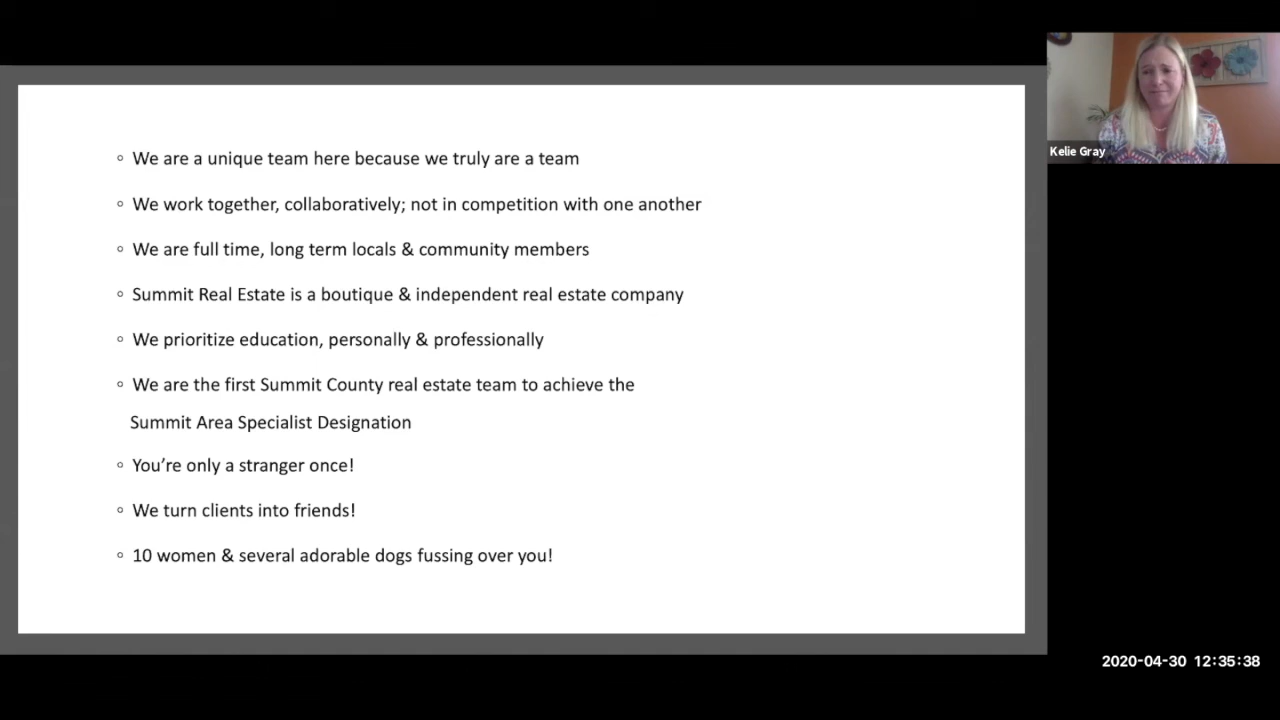 ◦ We are a unique team here because we truly are a team
◦ We work together, collaboratively; not in competition with one another
◦ We are full time, long term locals & community members
◦ Summit Real Estate is a boutique & independent real estate company
◦ We prioritize education, personally & professionally
◦ We are the first Summit County real estate team to achieve the
Summit Area Specialist Designation
◦ You’re only a stranger once!
◦ We turn clients into friends!
◦ 10 women & several adorable dogs fussing over you!
Kelie Gray
2020-04-30 12:35:38